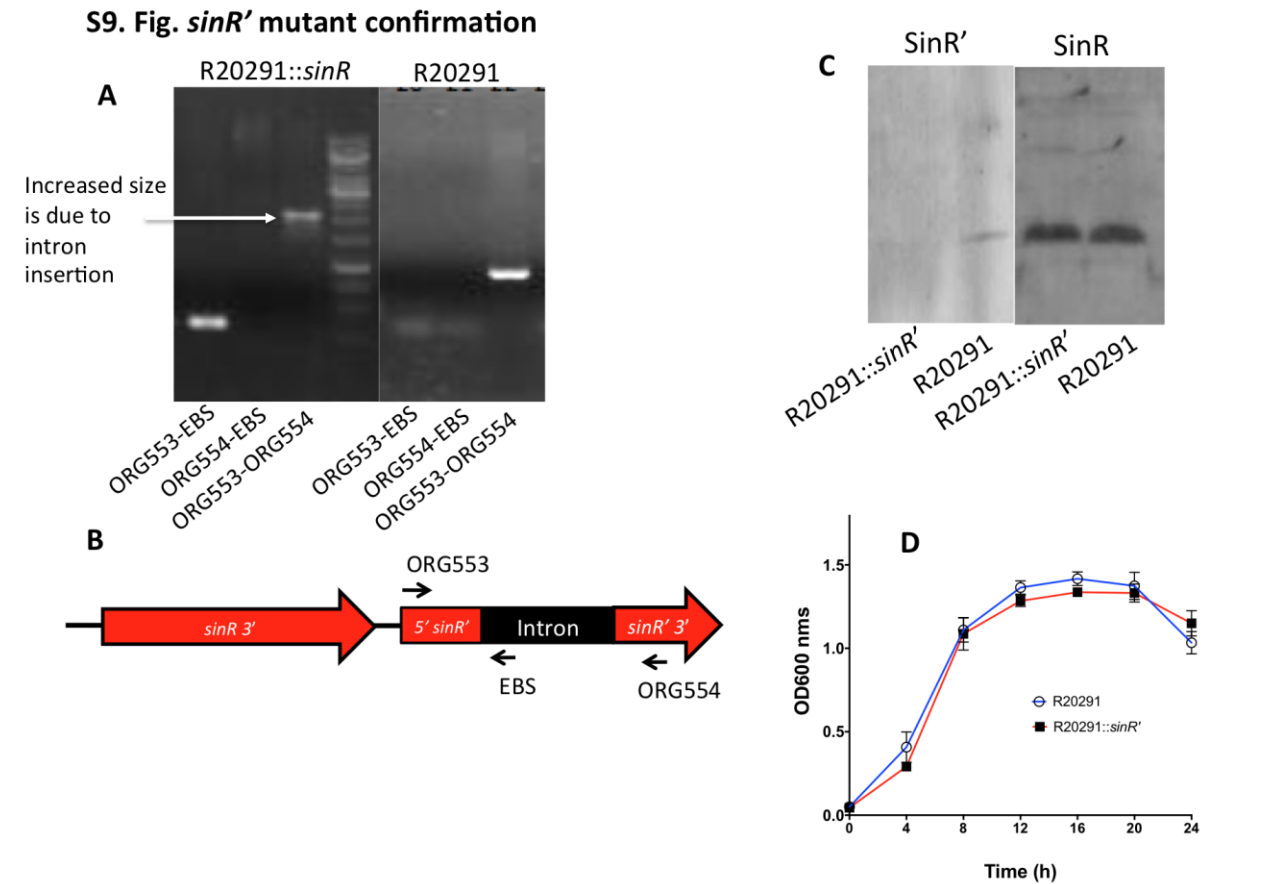 S9. Fig. sinR’ mutant confirmation
A
R20291::sinR
R20291
22
Increased size
is due to
intron
insertion
ORG553-EBS
ORG554-EBS
ORG553-ORG554
ORG553-EBS
ORG554-EBS
ORG553-ORG554
B
ORG553
sinR 3’
5’ sinR’
Intron
sinR’ 3’
EBS
ORG554
C
SinR’
SinR
R20291::sinR’
R20291
R20291::sinR’
R20291
D
OD600 nms
1.5
1.0
0.5
0.0
R20291
R20291::sinR’
0 4 8 12 16 20 24
Time (h)